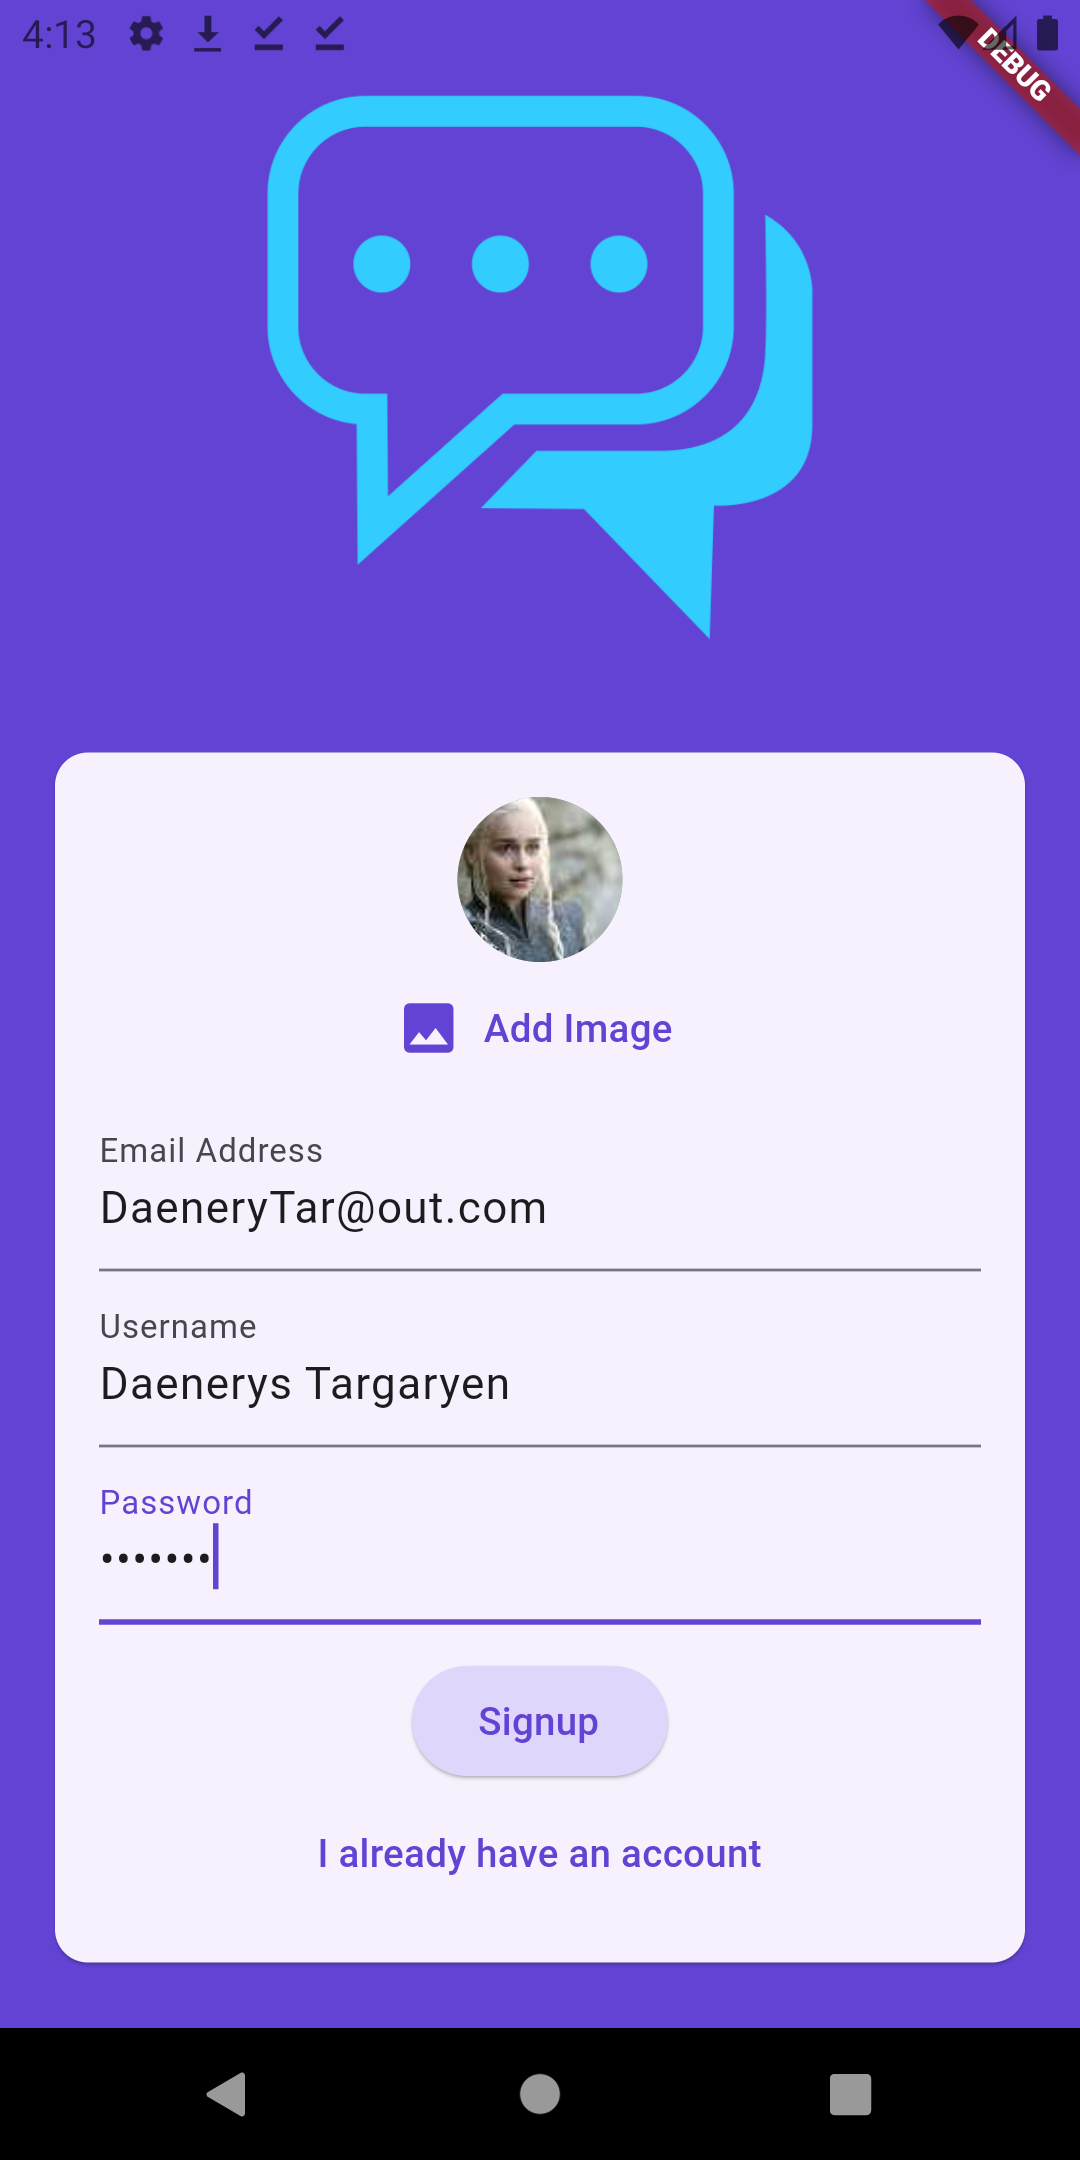 4:13
DEBUG
Add Image
Email Address
DaeneryTar@out.com
Username
Daenerys Targaryen
Password
•••••••
Signup
I already have an account